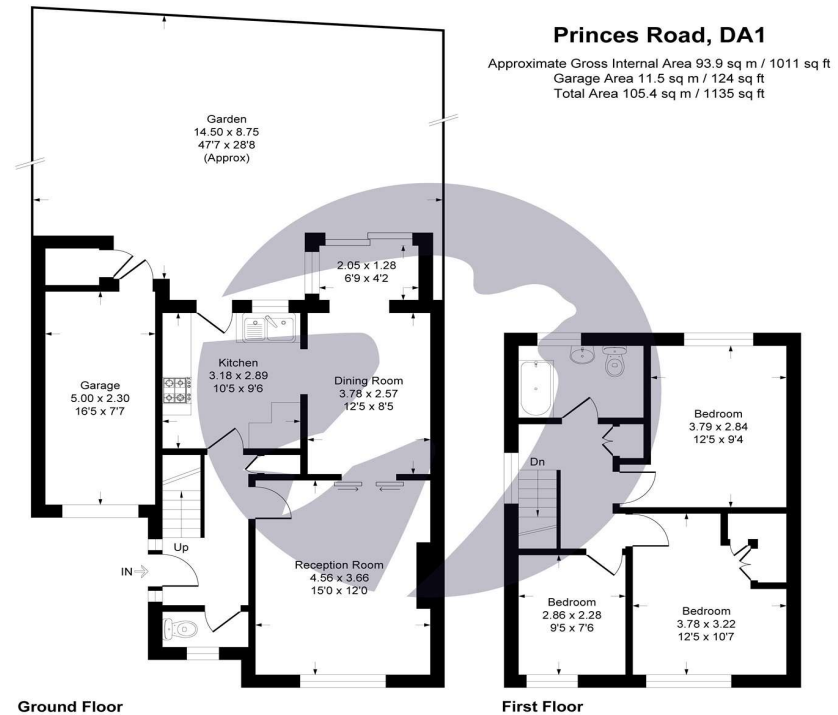 Princes Road, DA1
Approximate Gross Internal Area 93.9 sq m / 1011 sq ft
Garage Area 11.5 sq m / 124 sq ft
Total Area 105.4 sq m / 1135 sq ft
Garden
14.50 x 8.75
47'7 x 28'8
(Approx)
2.05 x 1.28
6'9 x 4'2
Kitchen
3.18 x 2.89
10'5 x 9'6
Dining Room
3.78 x 2.57
12'5 x 8'5
Garage
5.00 x 2.30
16'5 x 7'7
Up
IN
Reception Room
4.56 x 3.66
15'0 x 12'0
Ground Floor
Bedroom
3.79 x 2.84
12'5 x 9'4
Dn
Bedroom
2.86 x 2.28
9'5 x 7'6
Bedroom
3.78 x 3.22
12'5 x 10'7
First Floor